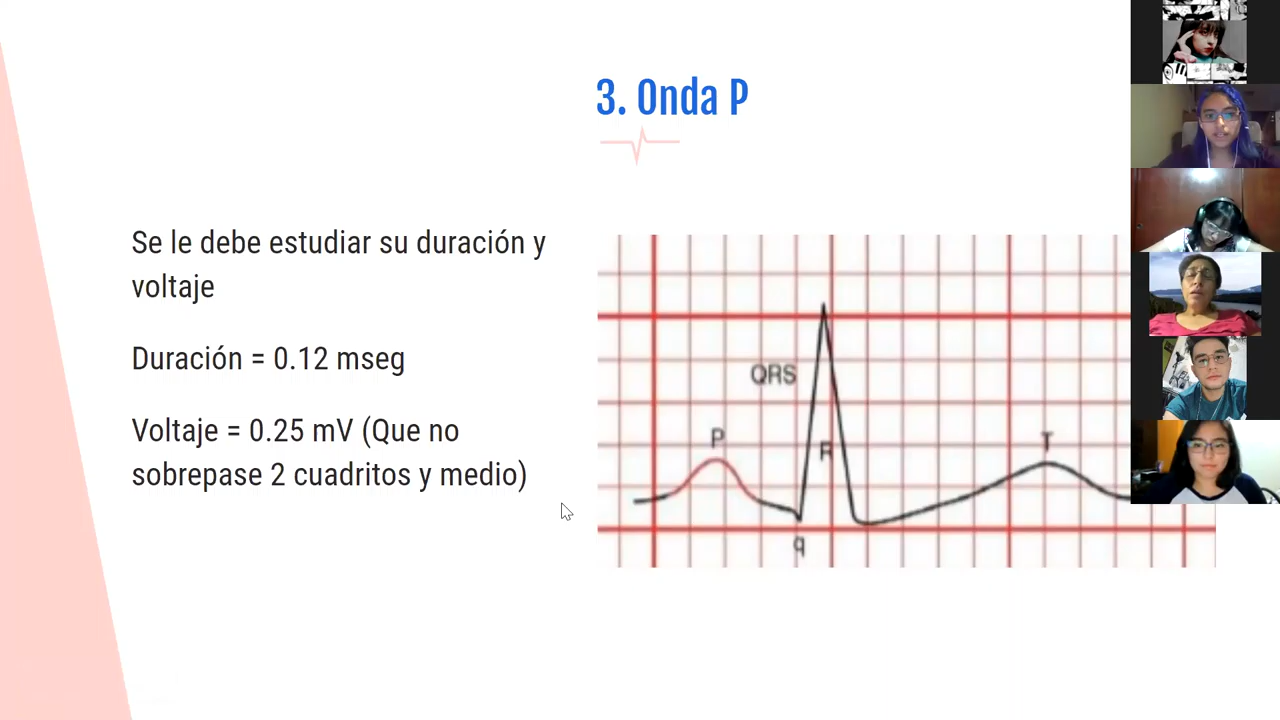 3. Onda P
Se le debe estudiar su duración y
voltaje
Duración = 0.12 mseg
Voltaje = 0.25 mV (Que no
sobrepase 2 cuadritos y medio)
QRS
P
R
T
q